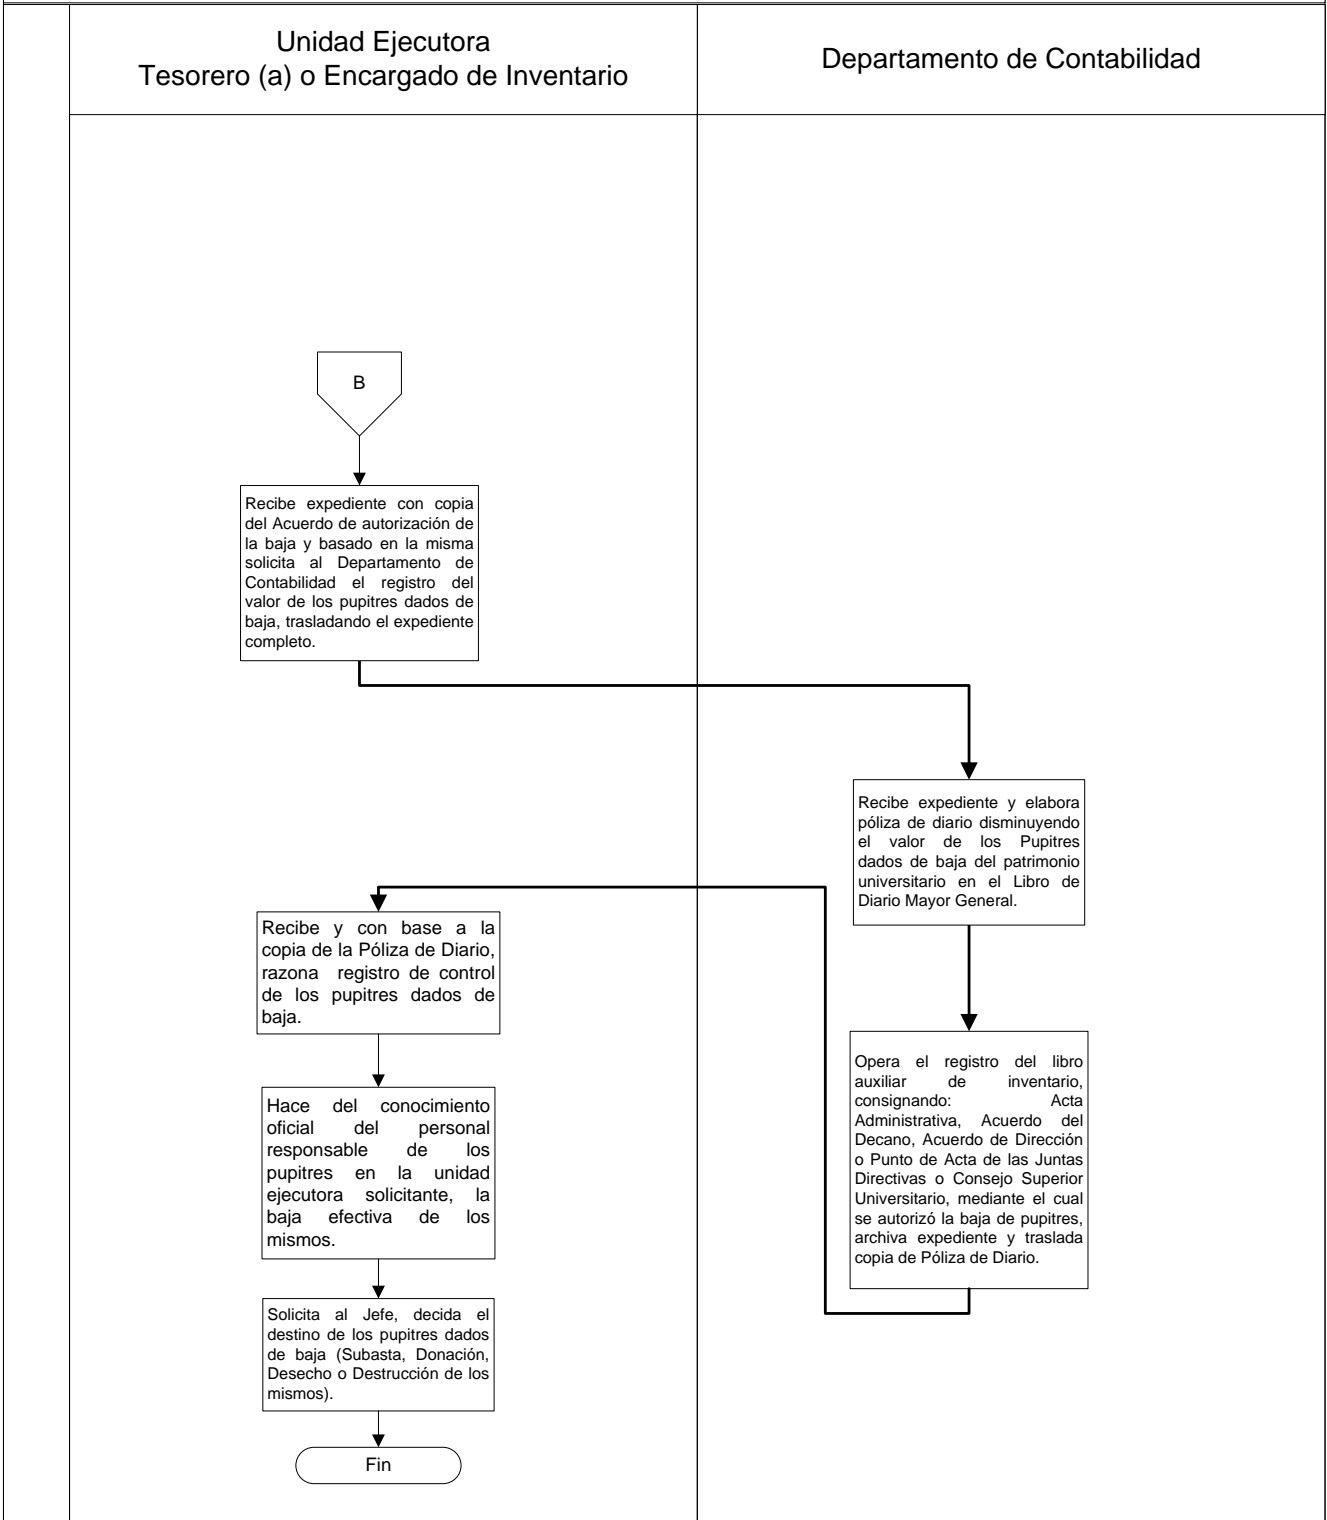 Unidad Ejecutora
Tesorero (a) o Encargado de Inventario
Departamento de Contabilidad
B
Recibe expediente con copia
del Acuerdo de autorización de
la baja y basado en la misma
solicita al Departamento de
Contabilidad el registro del
valor de los pupitres dados de
baja, trasladando el expediente
completo.
Recibe expediente y elabora
póliza de diario disminuyendo
el valor de los Pupitres
dados de baja del patrimonio
universitario en el Libro de
Diario Mayor General.
Opera el registro del libro
auxiliar de inventario,
consignando: Acta
Administrativa, Acuerdo del
Decano, Acuerdo de Dirección
o Punto de Acta de las Juntas
Directivas o Consejo Superior
Universitario, mediante el cual
se autorizó la baja de pupitres,
archiva expediente y traslada
copia de Póliza de Diario.
Recibe y con base a la
copia de la Póliza de Diario,
razona registro de control
de los pupitres dados de
baja.
Hace del conocimiento
oficial del personal
responsable de los
pupitres en la unidad
ejecutora solicitante, la
baja efectiva de los
mismos.
Solicita al Jefe, decida el
destino de los pupitres dados
de baja (Subasta, Donación,
Desecho o Destrucción de los
mismos).
Fin